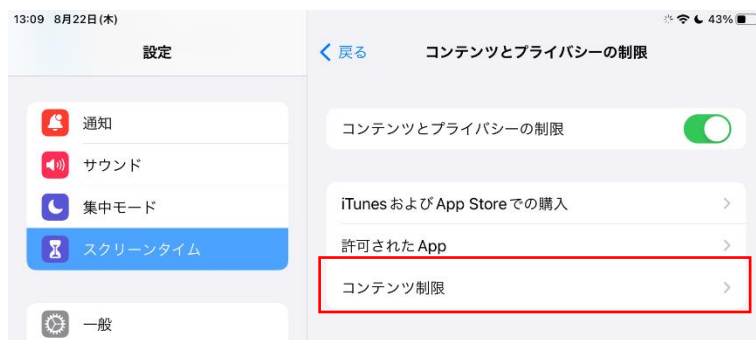 13:09 8月22日(木)
43%
設定
戻る
コンテンツとプライバシーの制限
通知
サウンド
集中モード
スクリーンタイム
一般
コンテンツとプライバシーの制限
iTunesおよびApp Storeでの購入
許可されたApp
コンテンツ制限